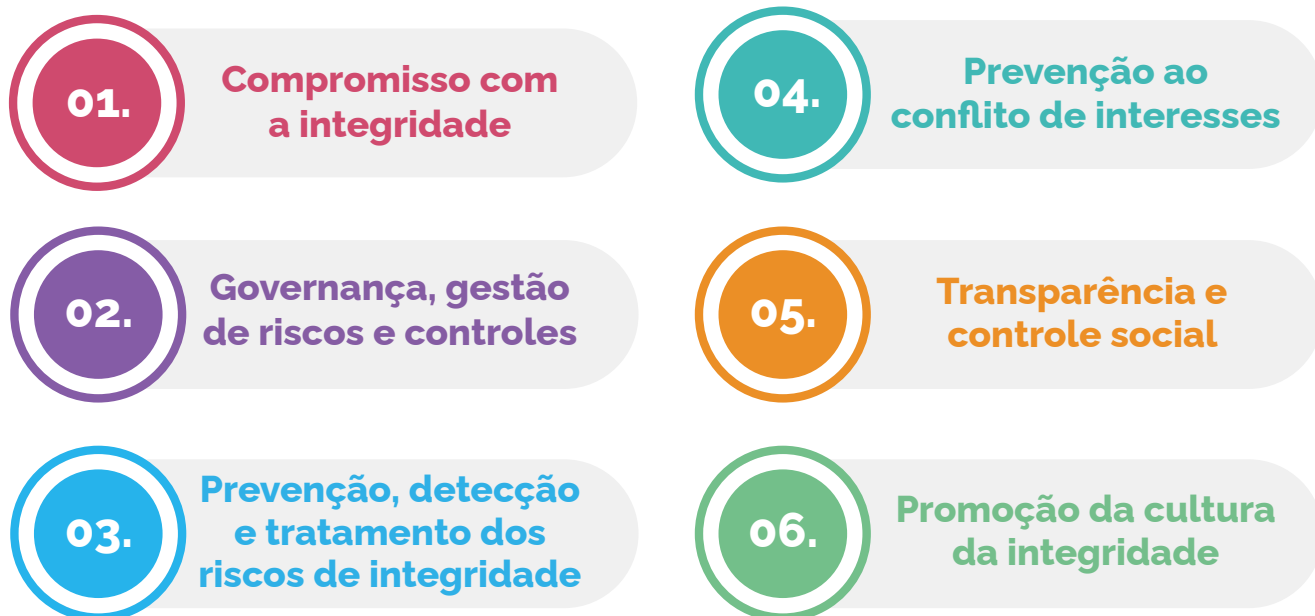 01.
Compromisso com
a integridade
02.
Governança, gestão
de riscos e controles
03.
Prevenção, detecção
e tratamento dos
riscos de integridade
04.
Prevenção ao
conflito de interesses
05.
Transparência e
controle social
06.
Promoção da cultura
da integridade